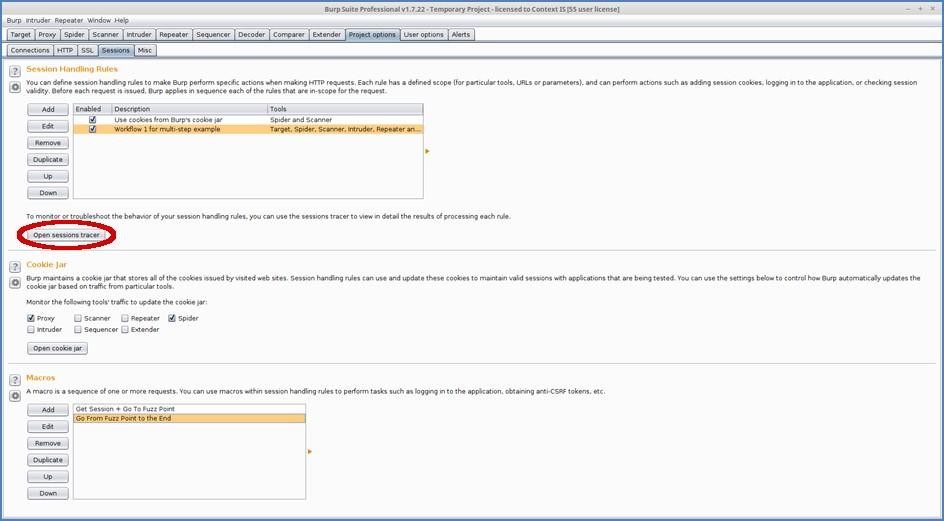 Burp Suite Professional v1.7.22 - Temporary Project - licensed to Context IS [55 user license]
Burp Intruder Repeater Window Help
Target Proxy Spider Scanner Intruder Repeater Sequencer Decoder Comparer Extender Project options User options Alerts
Connections HTTP SSL Sessions Misc
? Session Handling Rules
You can define session handling rules to make Burp perform specific actions when making HTTP requests. Each rule has a defined scope (for particular tools, URLs or parameters), and can perform actions such as adding session cookies, logging in to the application, or checking session
validity. Before each request is issued, Burp applies in sequence each of the rules that are in-scope for the request.
Add Enabled Description Tools
Use cookies from Burp's cookie jar Spider and Scanner
Edit Workflow 1 for multi-step example Target, Spider, Scanner, Intruder, Repeater an...
Remove
Duplicate
Up
Down
To monitor or troubleshoot the behavior of your session handling rules, you can use the sessions tracer to view in detail the results of processing each rule.
Open sessions tracer
? Cookie Jar
Burp maintains a cookie jar that stores all of the cookies issued by visited web sites. Session handling rules can use and update these cookies to maintain valid sessions with applications that are being tested. You can use the settings below to control how Burp automatically updates the
cookie jar based on traffic from particular tools.
Monitor the following tools' traffic to update the cookie jar:
Proxy Scanner Repeater Spider
Intruder Sequencer Extender
Open cookie jar
? Macros
A macro is a sequence of one or more requests. You can use macros within session handling rules to perform tasks such as logging in to the application, obtaining anti-CSRF tokens, etc.
Add Get Session + Go To Fuzz Point
Go From Fuzz Point to the End
Edit
Remove
Duplicate
Up
Down